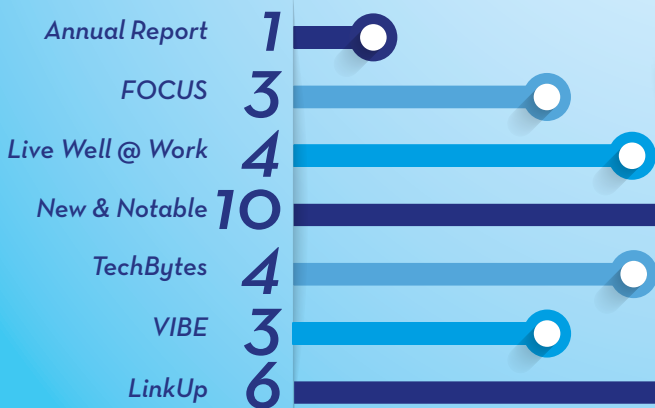 Annual Report 1
FOCUS 3
Live Well @ Work 4
New & Notable 10
TechBytes 4
VIBE 3
LinkUp 6